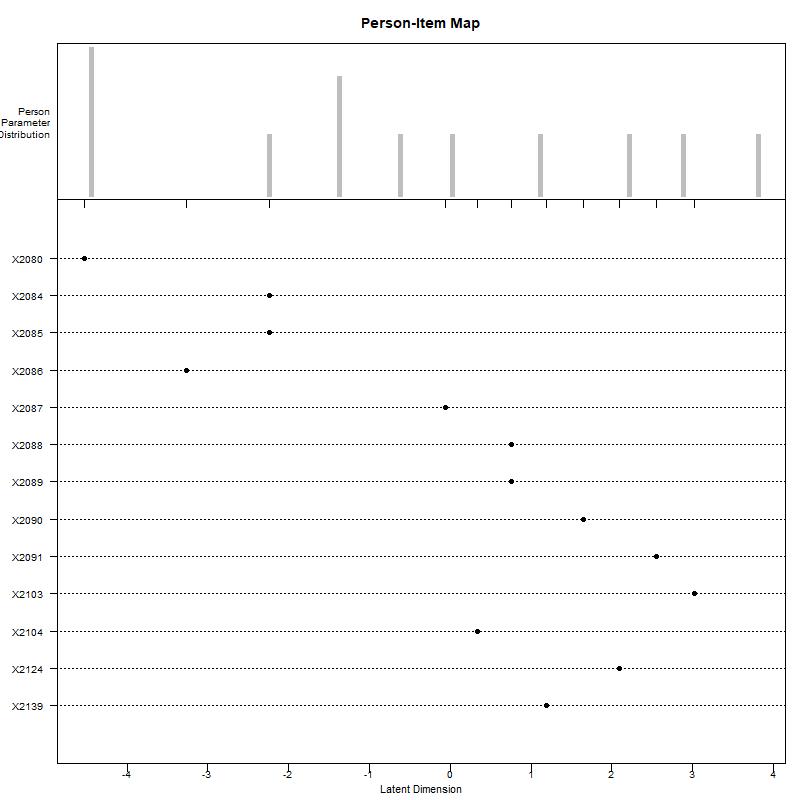 Person-Item Map
Person
Parameter
Distribution
X2080
X2084
X2085
X2086
X2087
X2088
X2089
X2090
X2091
X2103
X2104
X2124
X2139
-4 -3 -2 -1 0 1 2 3 4
Latent Dimension